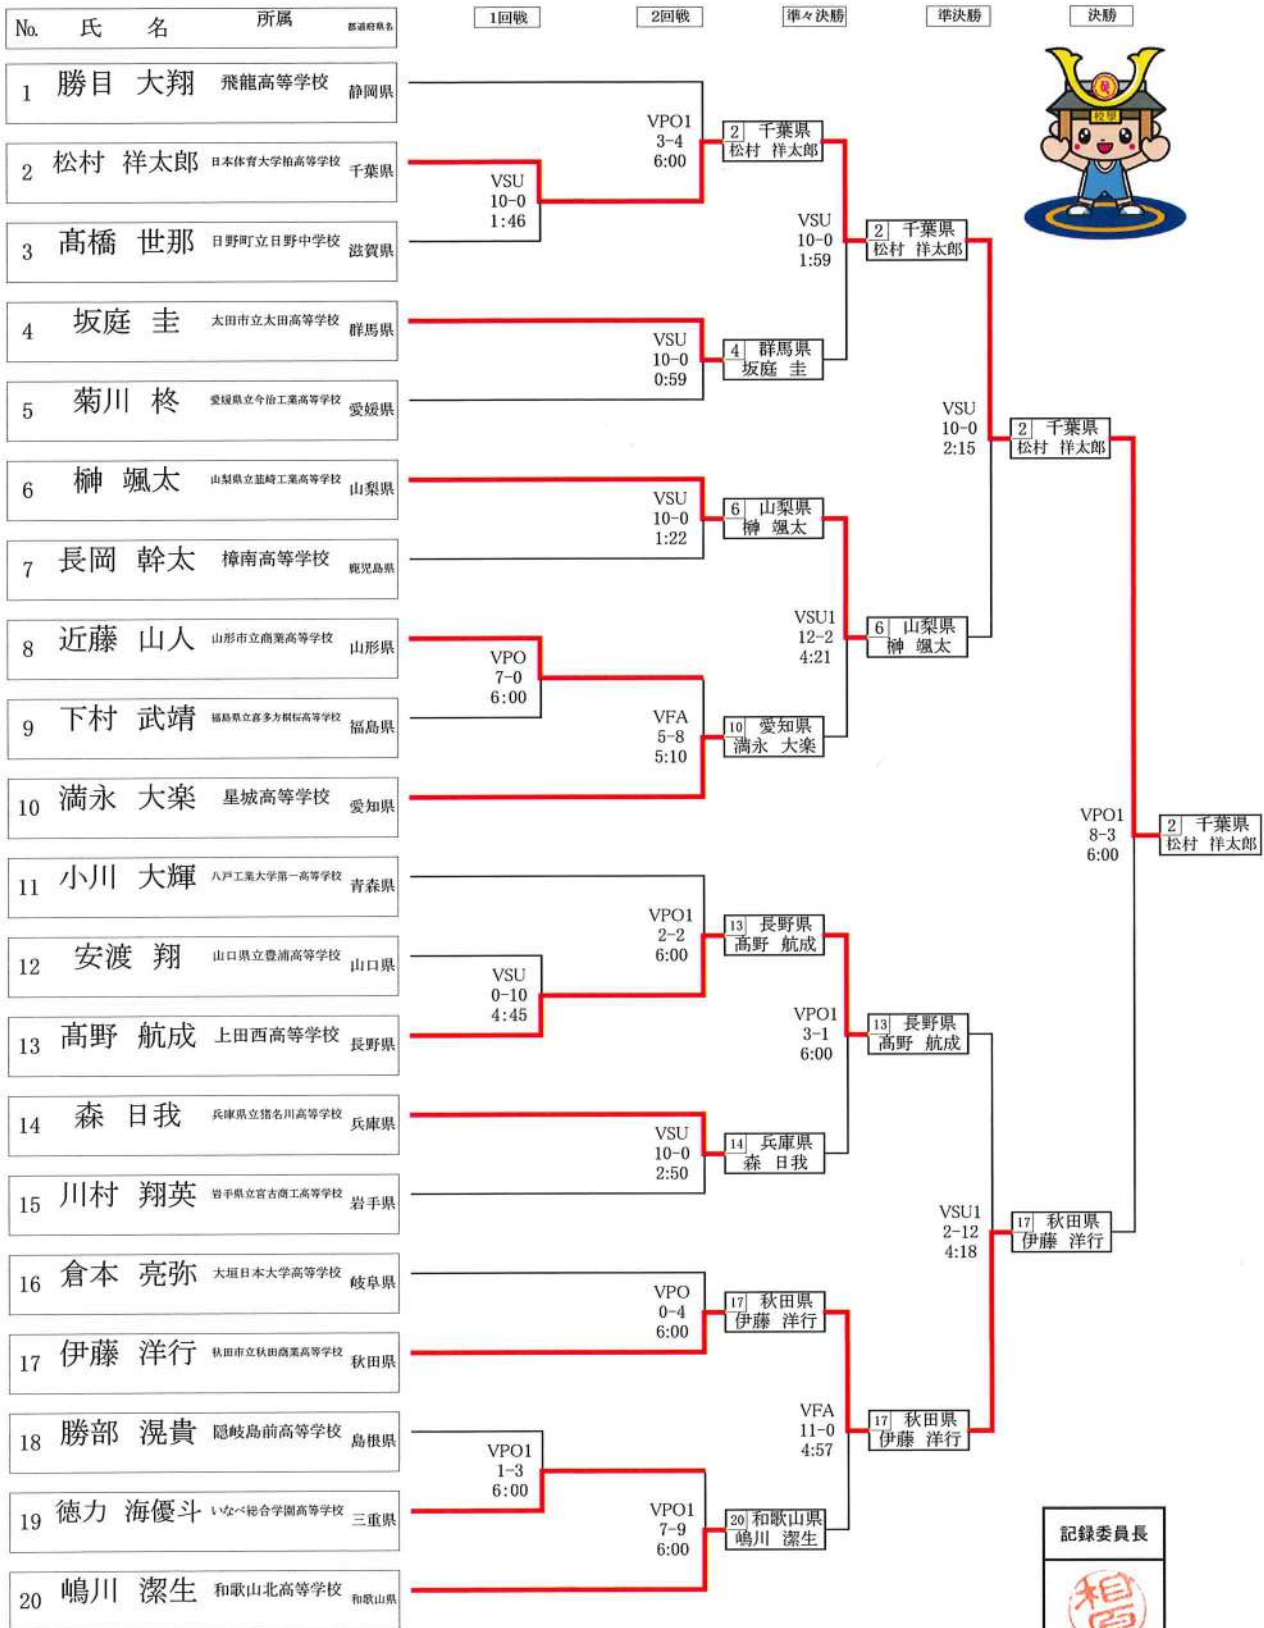 No. 氏 名 所属 都道府県名 1回戦 2回戦 準々決勝 準決勝 決勝
1 勝目 大翔 飛龍高等学校 静岡県
2 松村 祥太郎 日本体育大学柏高等学校 千葉県
3 髙橋 世那 日野町立日野中学校 滋賀県
4 坂庭 圭 太田市立太田高等学校 群馬県
5 菊川 柊 愛媛県立今治工業高等学校 愛媛県
6 榊 颯太 山梨県立韮崎工業高等学校 山梨県
7 長岡 幹太 樟南高等学校 鹿児島県
8 近藤 山人 山形市立商業高等学校 山形県
9 下村 武靖 福島県立喜多方桐桜高等学校 福島県
10 満永 大楽 星城高等学校 愛知県
11 小川 大輝 八戸工業大学第一高等学校 青森県
12 安渡 翔 山口県立豊浦高等学校 山口県
13 髙野 航成 上田西高等学校 長野県
14 森 日我 兵庫県立猪名川高等学校 兵庫県
15 川村 翔英 岩手県立宮古商工高等学校 岩手県
16 倉本 亮弥 大垣日本大学高等学校 岐阜県
17 伊藤 洋行 秋田市立秋田商業高等学校 秋田県
18 勝部 滉貴 隠岐島前高等学校 島根県
19 徳力 海優斗 いなべ総合学園高等学校 三重県
20 嶋川 潔生 和歌山北高等学校 和歌山県
VSU
10-0
1:46
VPO
7-0
6:00
VSU
0-10
4:45
VPO1
1-3
6:00
VPO1
3-4
6:00
VSU
10-0
0:59
VSU
10-0
1:22
VFA
5-8
5:10
VPO1
2-2
6:00
VSU
10-0
2:50
VPO
0-4
6:00
VPO1
7-9
6:00
2 千葉県
松村 祥太郎
4 群馬県
坂庭 圭
6 山梨県
榊 颯太
10 愛知県
満永 大楽
13 長野県
髙野 航成
14 兵庫県
森 日我
17 秋田県
伊藤 洋行
20 和歌山県
嶋川 潔生
VSU
10-0
1:59
VSU1
12-2
4:21
VPO1
3-1
6:00
VFA
11-0
4:57
2 千葉県
松村 祥太郎
6 山梨県
榊 颯太
13 長野県
髙野 航成
17 秋田県
伊藤 洋行
VSU
10-0
2:15
VSU1
2-12
4:18
2 千葉県
松村 祥太郎
17 秋田県
伊藤 洋行
VPO1
8-3
6:00
2 千葉県
松村 祥太郎
記録委員長